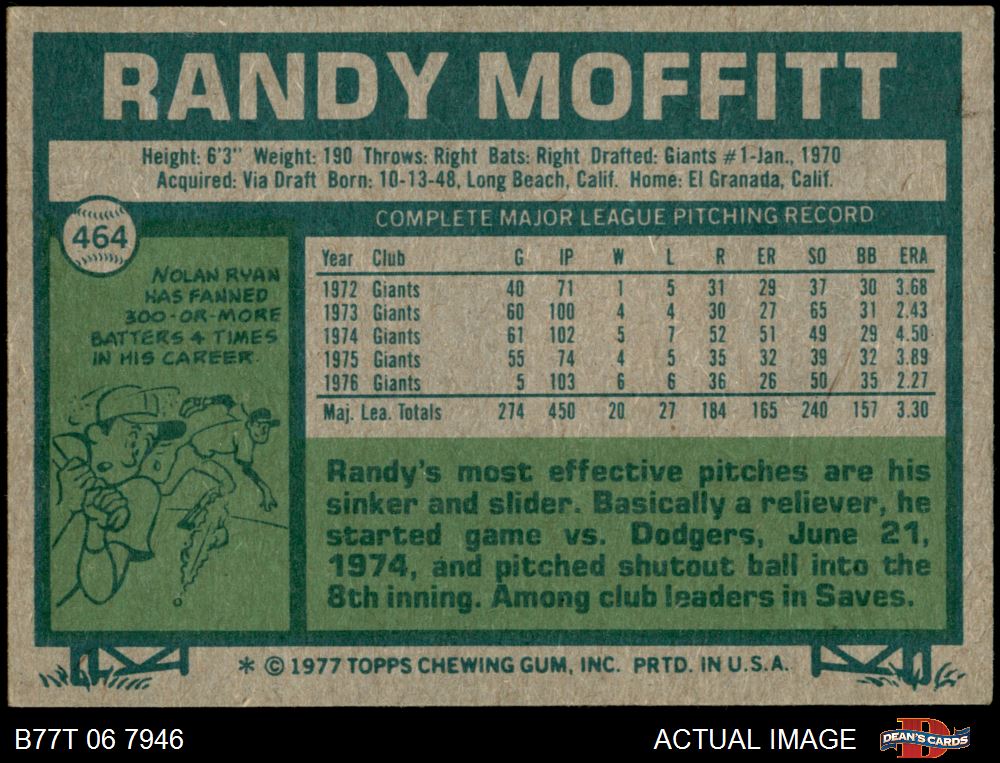 RANDY MOFFITT
Height: 6'3" Weight: 190 Throws: Right Bats: Right Drafted: Giants #1-Jan., 1970
Acquired: Via Draft Born: 10-13-48, Long Beach, Calif. Home: El Granada, Calif.
464
NOLAN RYAN
HAS FANNED
300-OR-MORE
BATTERS 4 TIMES
IN HIS CAREER.
COMPLETE MAJOR LEAGUE PITCHING RECORD
Year Club G IP W L R ER SO BB ERA
1972 Giants 40 71 1 5 31 29 37 30 3.68
1973 Giants 60 100 4 4 30 27 65 31 2.43
1974 Giants 61 102 5 7 52 51 49 29 4.50
1975 Giants 55 74 4 5 35 32 39 32 3.89
1976 Giants 5 103 6 6 36 26 50 35 2.27
Maj. Lea. Totals 274 450 20 27 184 165 240 157 3.30
Randy's most effective pitches are his
sinker and slider. Basically a reliever, he
started game vs. Dodgers, June 21,
1974, and pitched shutout ball into the
8th inning. Among club leaders in Saves.
* © 1977 TOPPS CHEWING GUM, INC. PRTD. IN U.S.A.
B77T 06 7946
ACTUAL IMAGE
D
DEAN'S CARDS